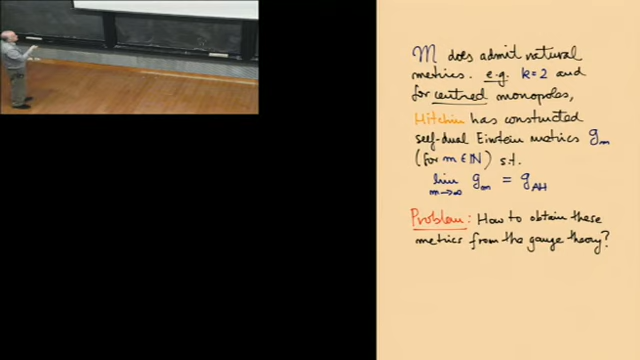 M does admit natural
metrics. e.g. k=2 and
for centred monopoles,
Hitchin has constructed
self-dual Einstein metrics g_m
(for m ∈ ℕ) s.t.
lim_{m→∞} g_m = g_AH
Problem: How to obtain these
metrics from the gauge theory?